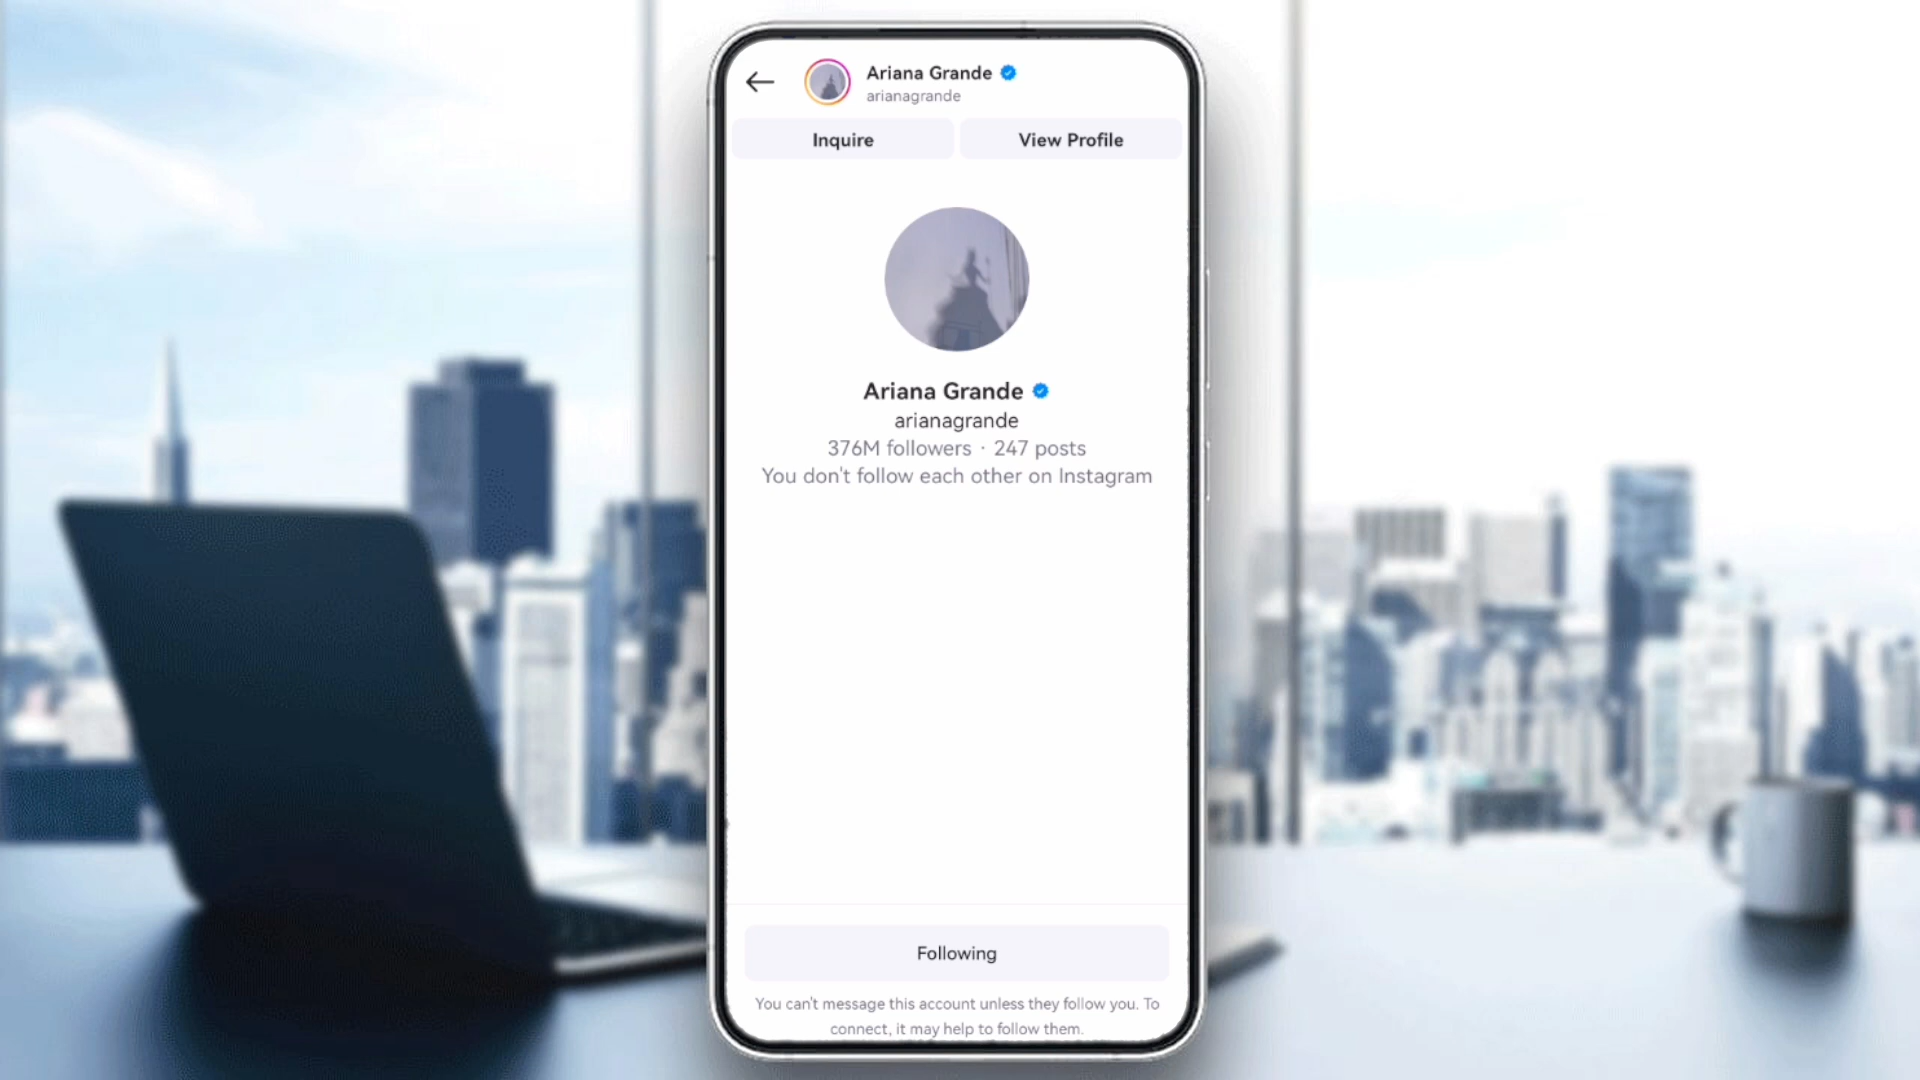 Ariana Grande
arianagrande
Inquire
View Profile
Ariana Grande
arianagrande
376M followers · 247 posts
You don't follow each other on Instagram
Following
You can't message this account unless they follow you. To
connect, it may help to follow them.